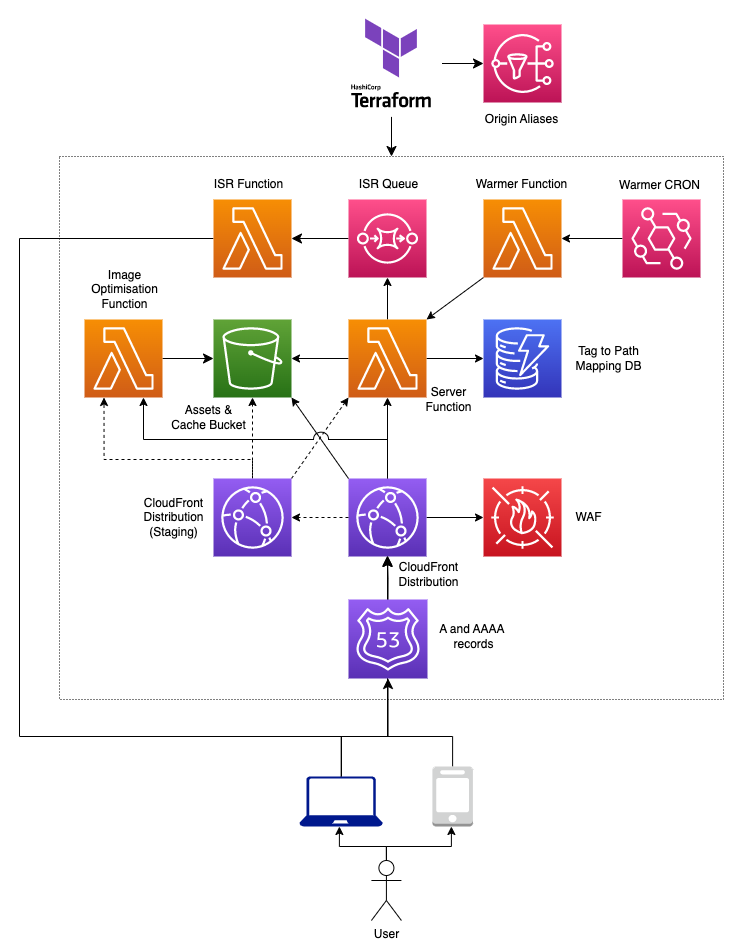 HashiCorp
Terraform
Origin Aliases
ISR Function
ISR Queue
Warmer Function
Warmer CRON
Image
Optimisation
Function
Tag to Path
Mapping DB
Server
Function
Assets &
Cache Bucket
CloudFront
Distribution
(Staging)
WAF
CloudFront
Distribution
53
A and AAAA
records
User